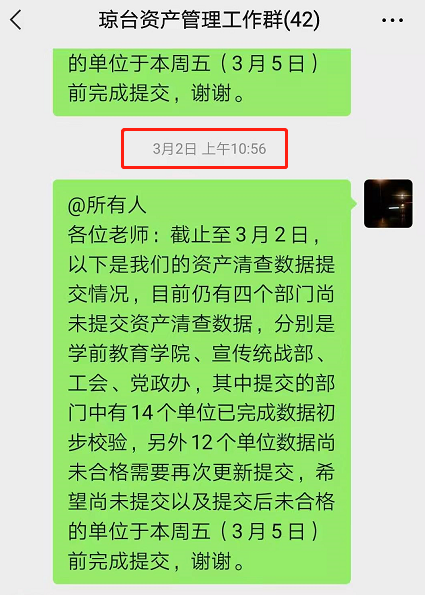 琼台资产管理工作群(42)
的单位于本周五（3月5日）
前完成提交，谢谢。
3月2日 上午10:56
@所有人
各位老师：截止至3月2日，
以下是我们的资产清查数据提
交情况，目前仍有四个部门尚
未提交资产清查数据，分别是
学前教育学院、宣传统战部、
工会、党政办，其中提交的部
门中有14个单位已完成数据初
步校验，另外12个单位数据尚
未合格需要再次更新提交，希
望尚未提交以及提交后未合格
的单位于本周五（3月5日）
前完成提交，谢谢。